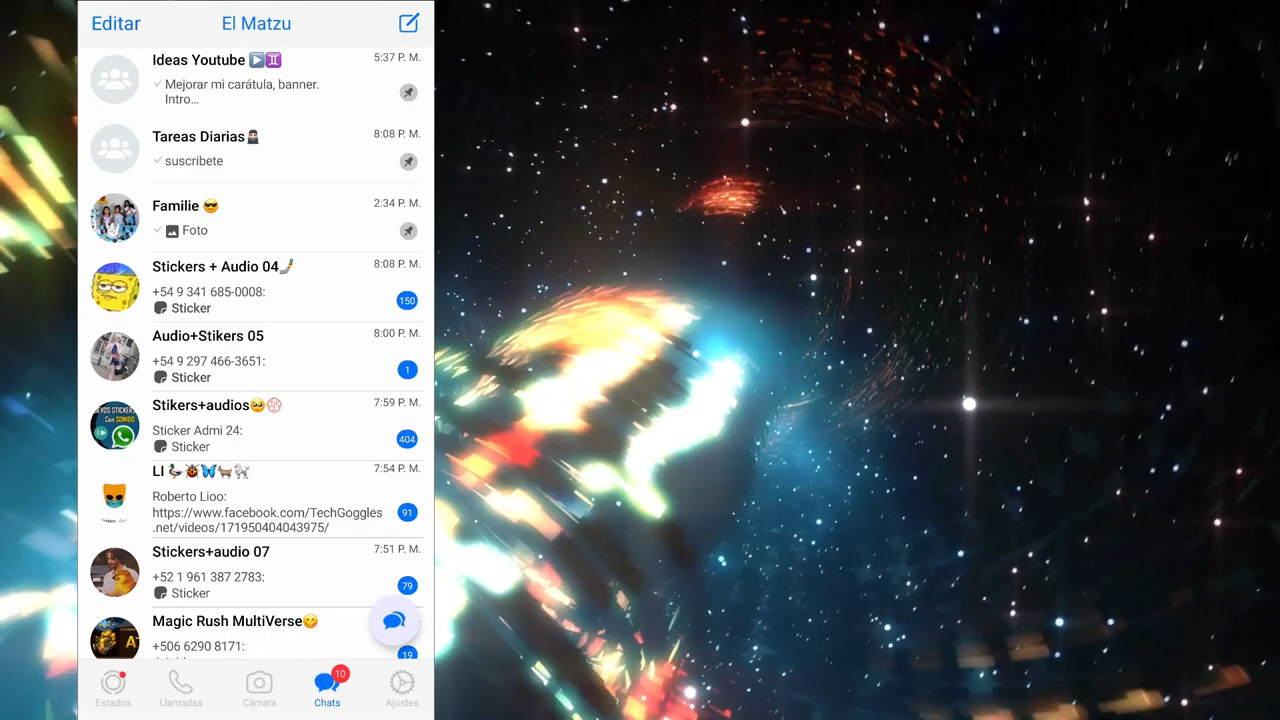 Editar El Matzu
Ideas Youtube ▶️♊ 5:37 P. M.
Mejorar mi carátula, banner.
Intro...
Tareas Diarias 8:08 P. M.
suscribete
Familie 😎 2:34 P. M.
Foto
Stickers + Audio 04🤳 8:08 P. M.
+54 9 341 685-0008:
Sticker 150
Audio+Stikers 05 8:00 P. M.
+54 9 297 466-3651:
Sticker 1
Stikers+audios🥺 7:59 P. M.
Sticker Admi 24:
Sticker 404
LI 🦆🐞🦋🐐🐩 7:54 P. M.
Roberto Lioo:
https://www.facebook.com/TechGoggles
.net/videos/171950404043975/ 91
Stickers+audio 07 7:51 P. M.
+52 1 961 387 2783:
Sticker 79
Magic Rush MultiVerse😋
+506 6290 8171:
19
10
Estados Llamadas Cámara Chats Ajustes